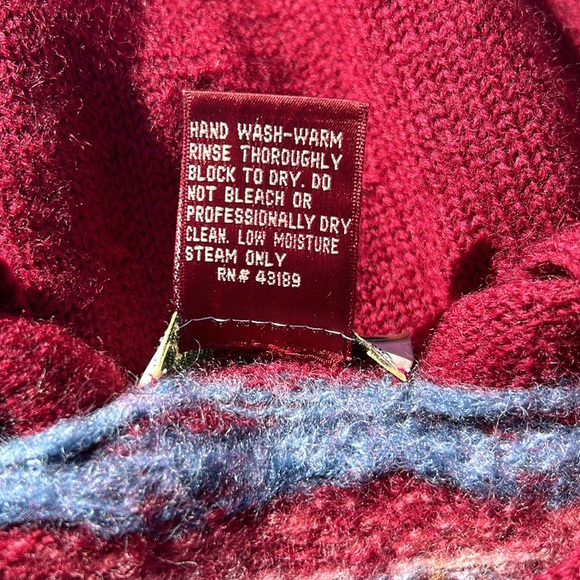 HAND WASH-WARM
RINSE THOROUGHLY
BLOCK TO DRY. DO
NOT BLEACH OR
PROFESSIONALLY DRY
CLEAN. LOW MOISTURE
STEAM ONLY
RN# 43189